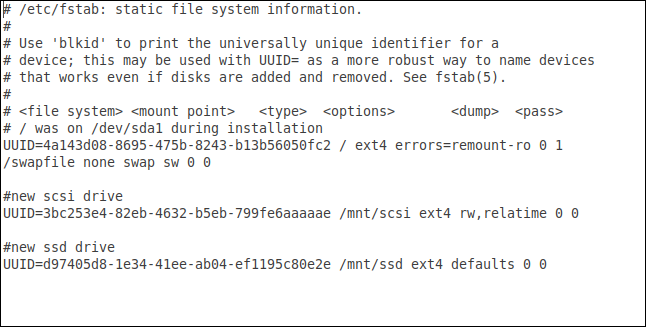 # /etc/fstab: static file system information.
#
# Use 'blkid' to print the universally unique identifier for a
# device; this may be used with UUID= as a more robust way to name devices
# that works even if disks are added and removed. See fstab(5).
#
# <file system> <mount point>   <type>  <options>       <dump>  <pass>
# / was on /dev/sda1 during installation
UUID=4a143d08-8695-475b-8243-b13b56050fc2 / ext4 errors=remount-ro 0 1
/swapfile none swap sw 0 0
#new scsi drive
UUID=3bc253e4-82eb-4632-b5eb-799fe6aaaaae /mnt/scsi ext4 rw,relatime 0 0
#new ssd drive
UUID=d97405d8-1e34-41ee-ab04-ef1195c80e2e /mnt/ssd ext4 defaults 0 0